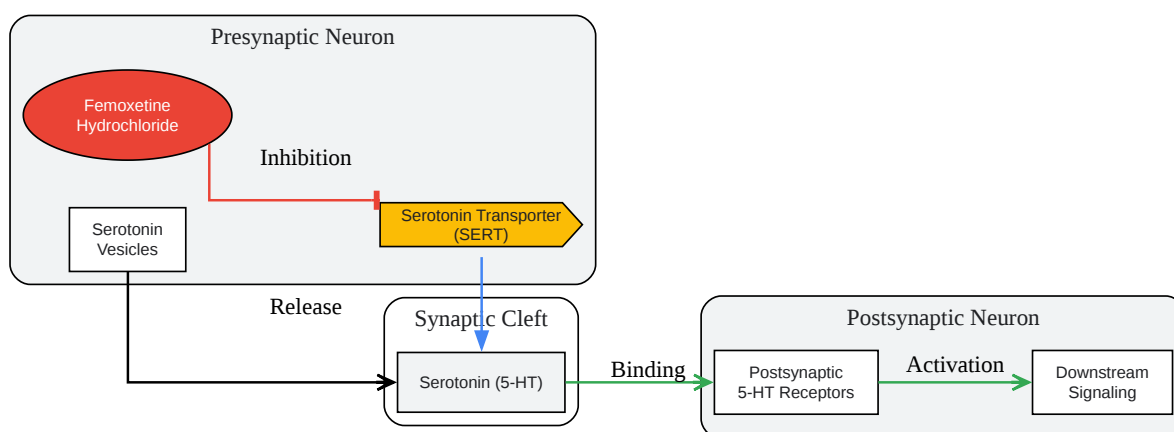 Presynaptic Neuron
Femoxetine
Hydrochloride
Inhibition
Serotonin Transporter
(SERT)
Serotonin
Vesicles
Release
Synaptic Cleft
Serotonin (5-HT)
Binding
Postsynaptic Neuron
Postsynaptic
5-HT Receptors
Activation
Downstream
Signaling